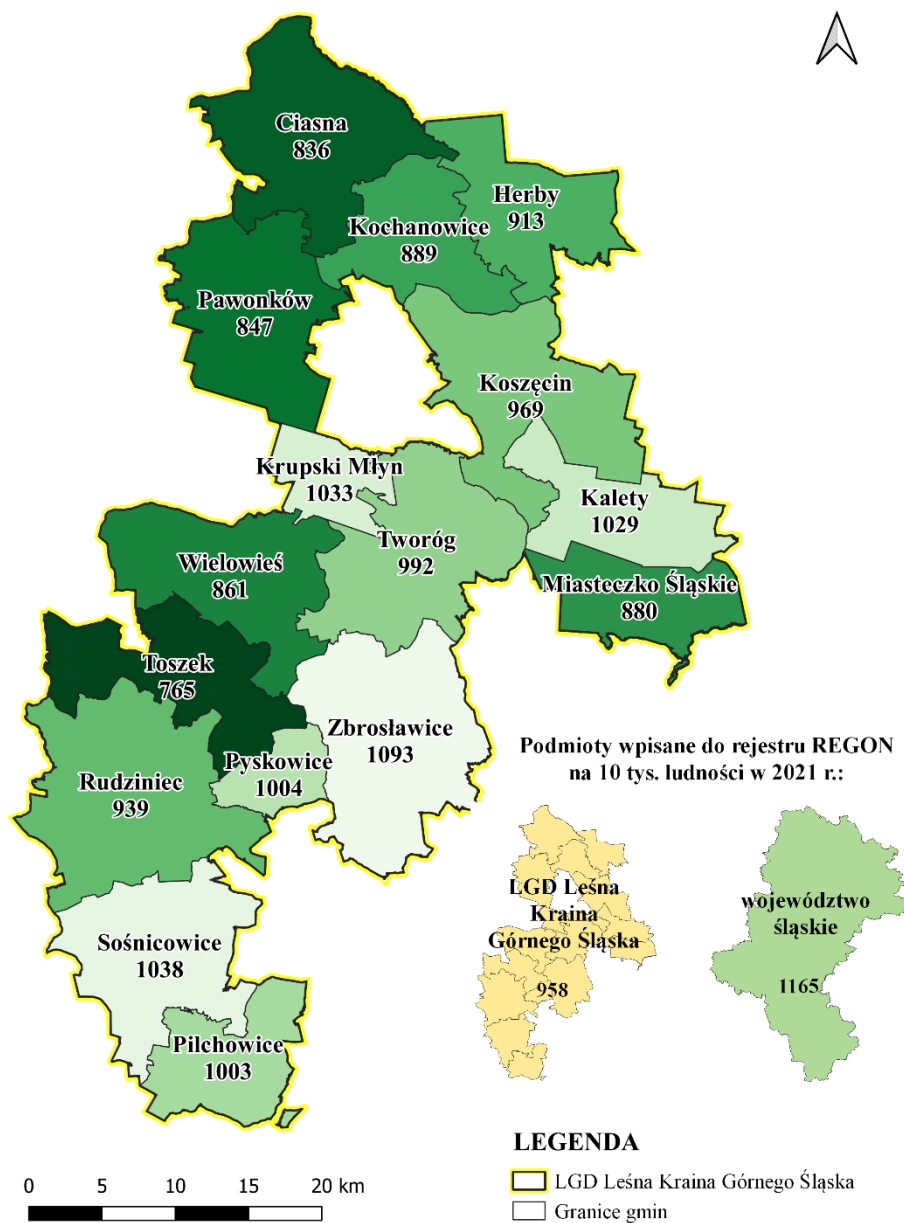 Ciasna
836
Herby
913
Kochanowice
889
Pawonków
847
Koszęcin
969
Krupski Młyn
1033
Kalety
1029
Tworóg
992
Wielowieś
861
Miasteczko Śląskie
880
Toszek
765
Zbrosławice
1093
Pyskowice
1004
Rudziniec
939
Sośnicowice
1038
Pilchowice
1003
Podmioty wpisane do rejestru REGON
na 10 tys. ludności w 2021 r.:
LGD Leśna
Kraina
Górnego Śląska
958
województwo
śląskie
1165
LEGENDA
LGD Leśna Kraina Górnego Śląska
Granice gmin
0 5 10 15 20 km